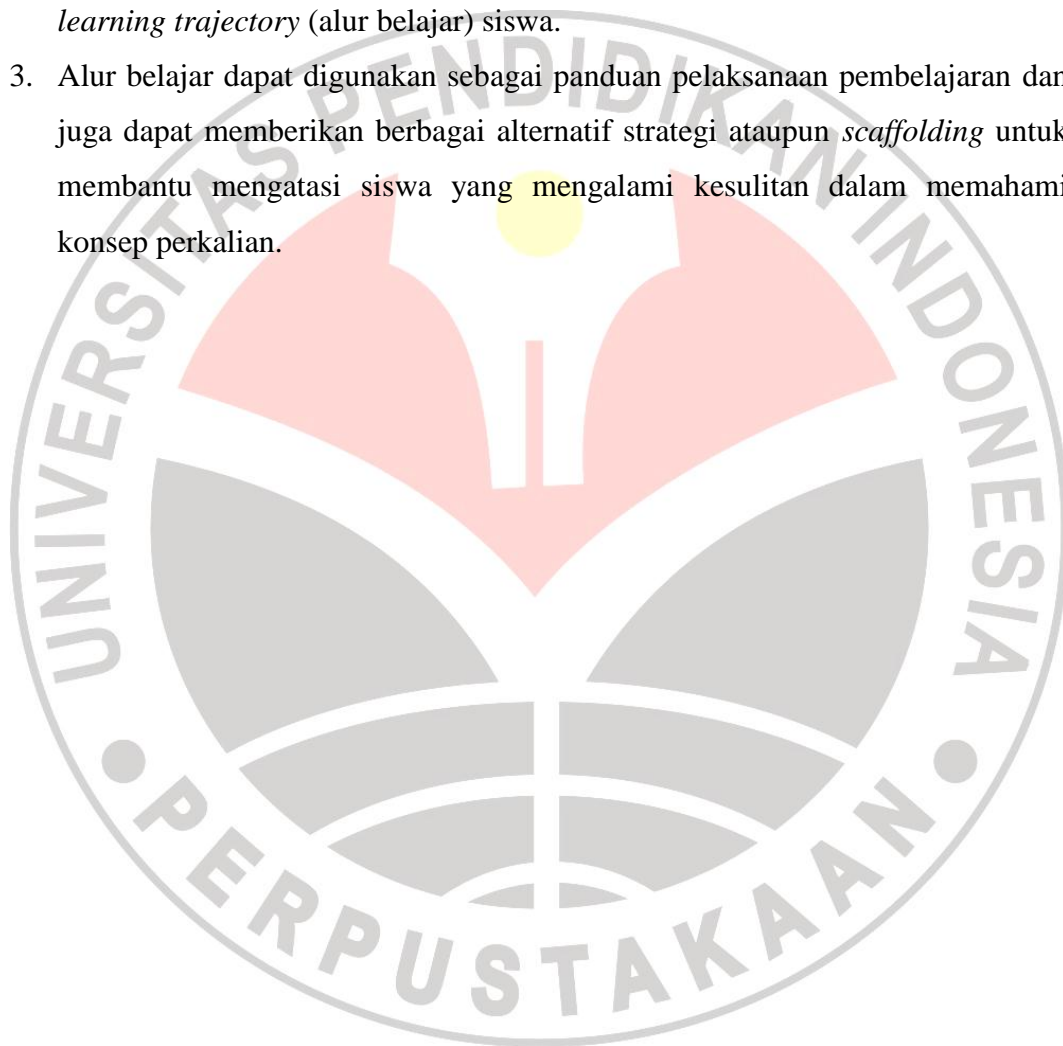 learning trajectory (alur belajar) siswa.
3. Alur belajar dapat digunakan sebagai panduan pelaksanaan pembelajaran dan
juga dapat memberikan berbagai alternatif strategi ataupun scaffolding untuk
membantu mengatasi siswa yang mengalami kesulitan dalam memahami
konsep perkalian.
UNIVERSITAS PENDIDIKAN INDONESIA
PERPUSTAKAAN